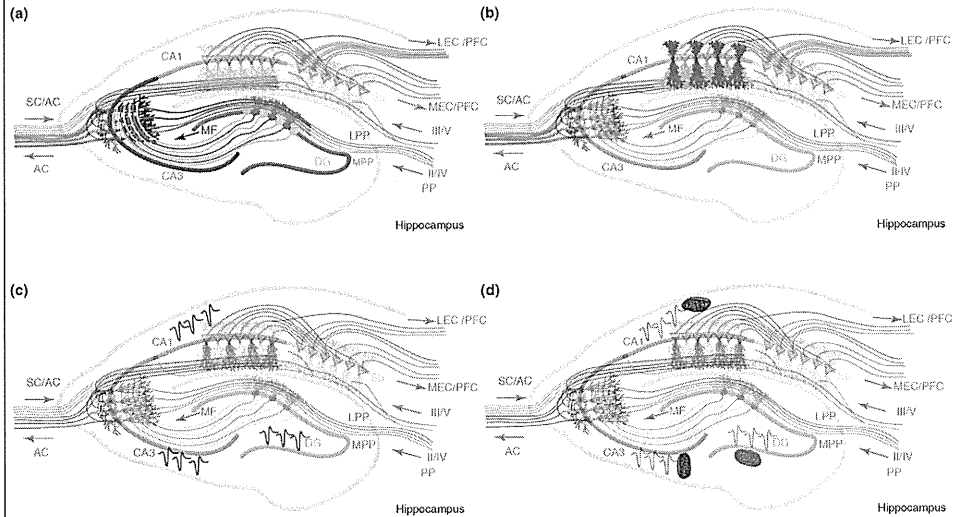 (a)
CA1
LEC /PFC
SC/AC
MEC/PFC
III/V
MF
LPP
AC
DG
MPP
CA3
II/IV
PP
Hippocampus
(b)
CA1
LEC /PFC
SC/AC
MEC/PFC
III/V
MF
LPP
AC
DG
MPP
CA3
II/IV
PP
Hippocampus
(c)
CA1
LEC /PFC
SC/AC
MEC/PFC
III/V
MF
LPP
AC
DG
MPP
CA3
II/IV
PP
Hippocampus
(d)
CA1
LEC /PFC
SC/AC
MEC/PFC
III/V
MF
LPP
AC
DG
MPP
CA3
II/IV
PP
Hippocampus